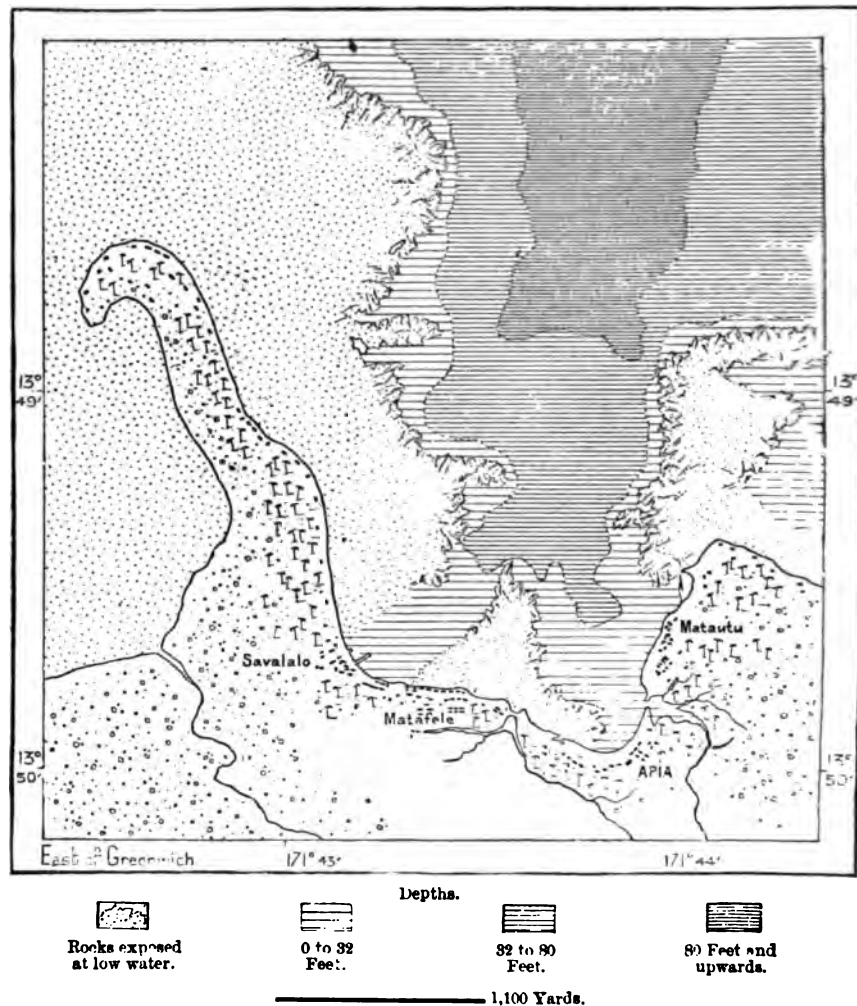 13°
49'
13°
49'
Matautu
Savalalo
Matafele
APIA
13°
50'
13°
50'
East of Greenwich
171° 43'
171° 44'
Depths.
Rocks exposed
at low water.
0 to 32
Feet.
32 to 80
Feet.
80 Feet and
upwards.
1,100 Yards.